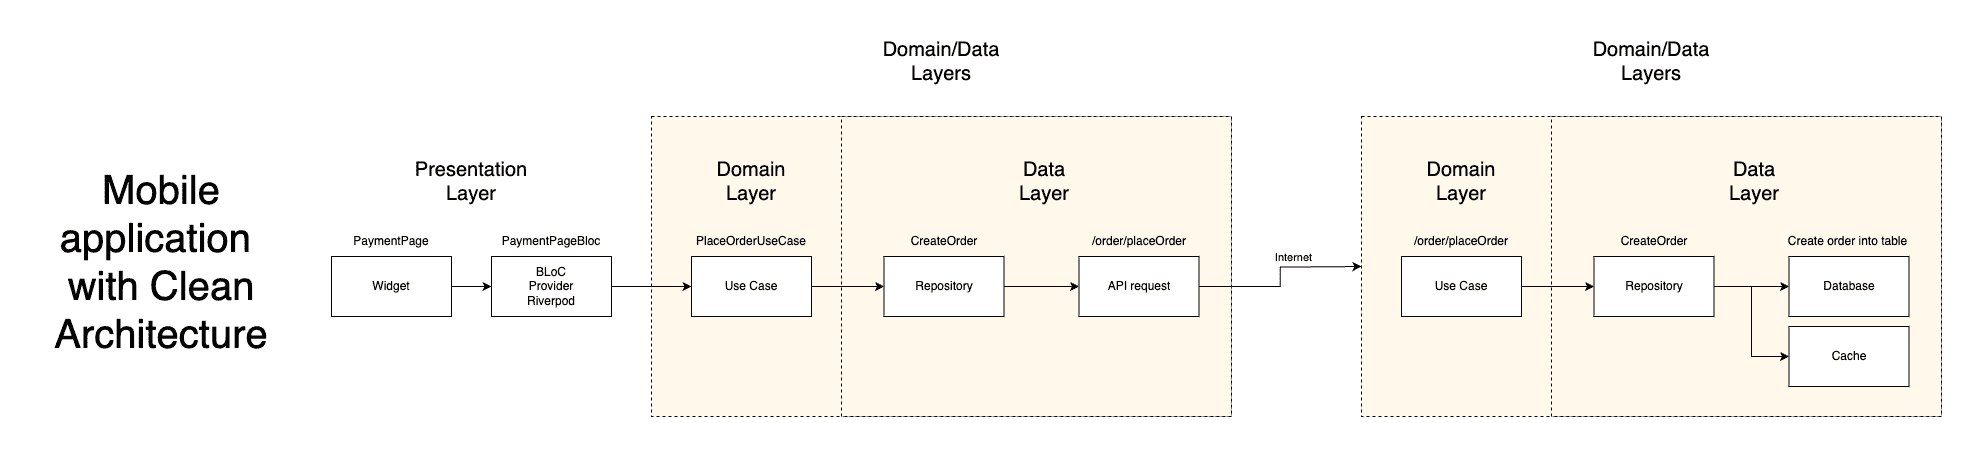 Mobile
application
with Clean
Architecture
Presentation
Layer
PaymentPage
Widget
PaymentPageBloc
BLoC
Provider
Riverpod
Domain/Data
Layers
Domain
Layer
PlaceOrderUseCase
Use Case
Data
Layer
CreateOrder
Repository
/order/placeOrder
API request
Internet
Domain/Data
Layers
Domain
Layer
/order/placeOrder
Use Case
Data
Layer
CreateOrder
Repository
Create order into table
Database
Cache